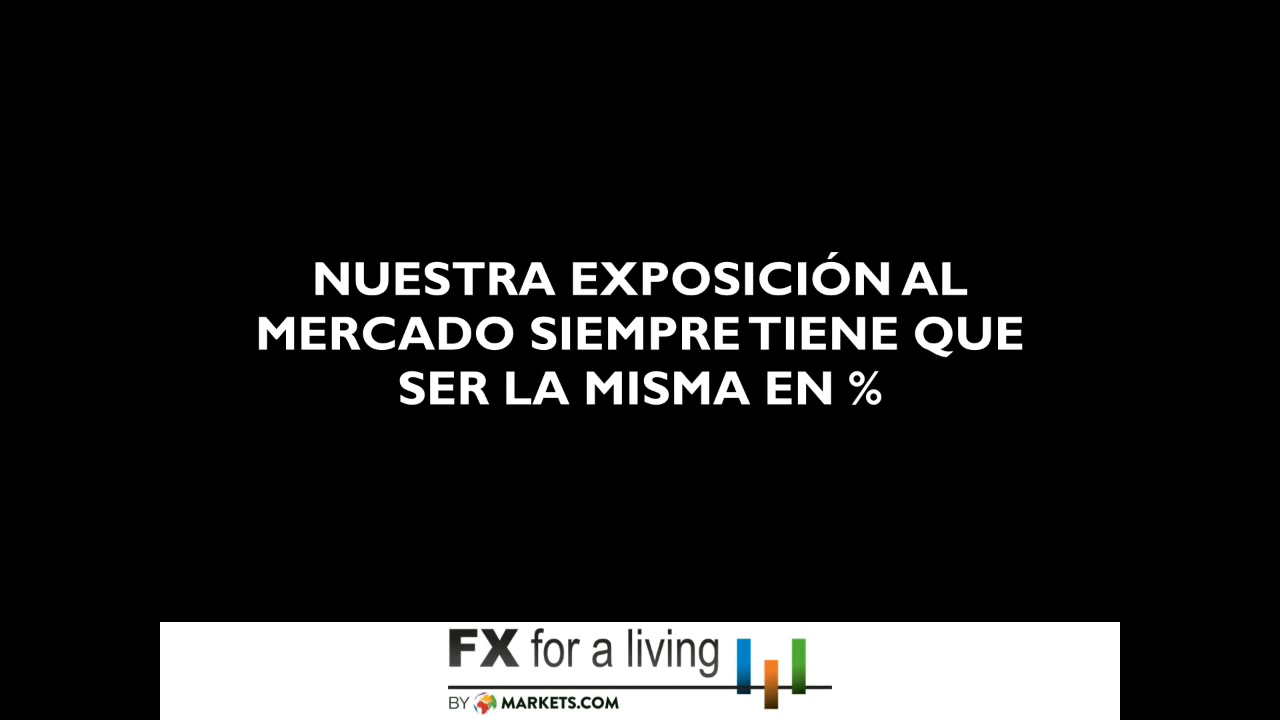 NUESTRA EXPOSICIÓN AL
MERCADO SIEMPRE TIENE QUE
SER LA MISMA EN %
FX for a living
BY MARKETS.COM